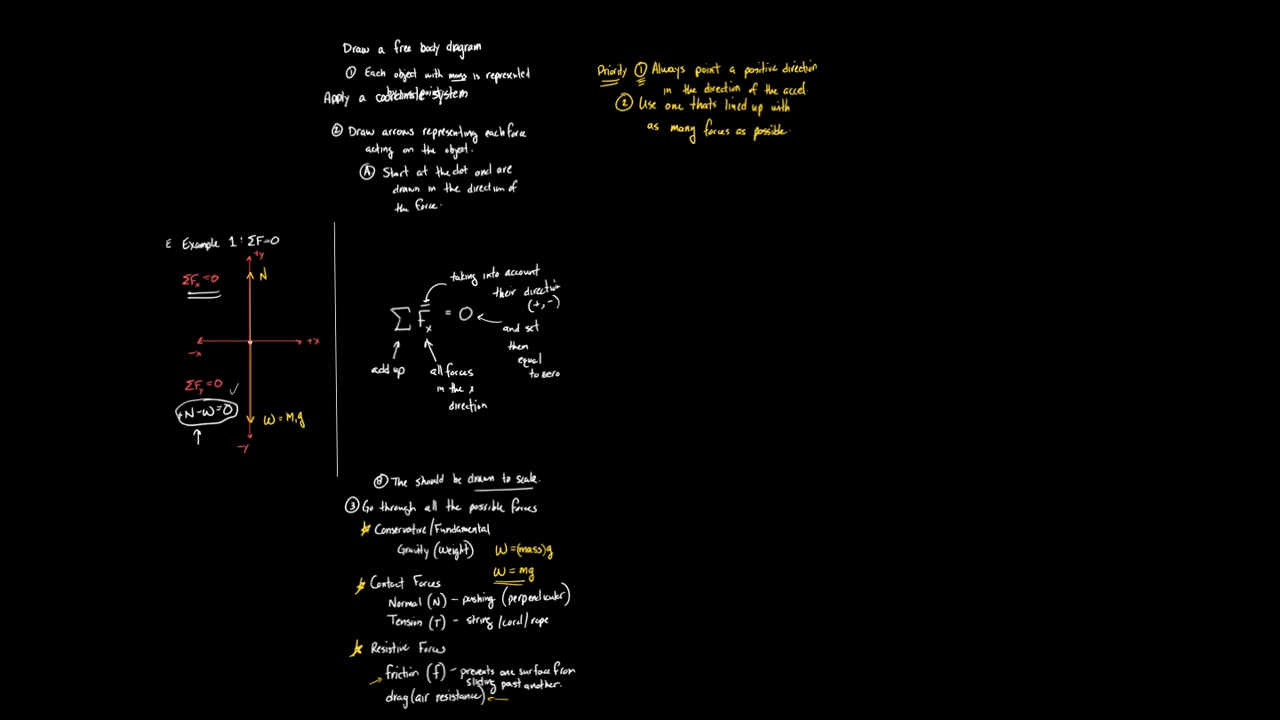 Draw a free body diagram
① Each object with mass is represented
Apply a coordinate system
② Draw arrows representing each force
acting on the object.
Ⓐ Start at the dot and are
drawn in the direction of
the force.
Priority ① Always point a positive direction
in the direction of the accel.
② Use one thats lined up with
as many forces as possible.
E Example 1: ΣF=0
+y
ΣFx=0
N
-x
+x
ΣFy=0 ✓
+N-W=0
W=M₁g
-y
taking into account
their direction
(+,-)
Σ Fx = 0
and set
them
equal
to zero
add up
all forces
in the x
direction
Ⓑ The should be drawn to scale.
③ Go through all the possible forces
★ Conservative/Fundamental
Gravity (Weight) W=(mass)g
W=mg
★ Contact Forces
Normal (N) - pushing (perpendicular)
Tension (T) - string/cord/rope
★ Resistive Forces
→ friction (f) - prevents one surface from
sliding past another.
drag (air resistance) ←